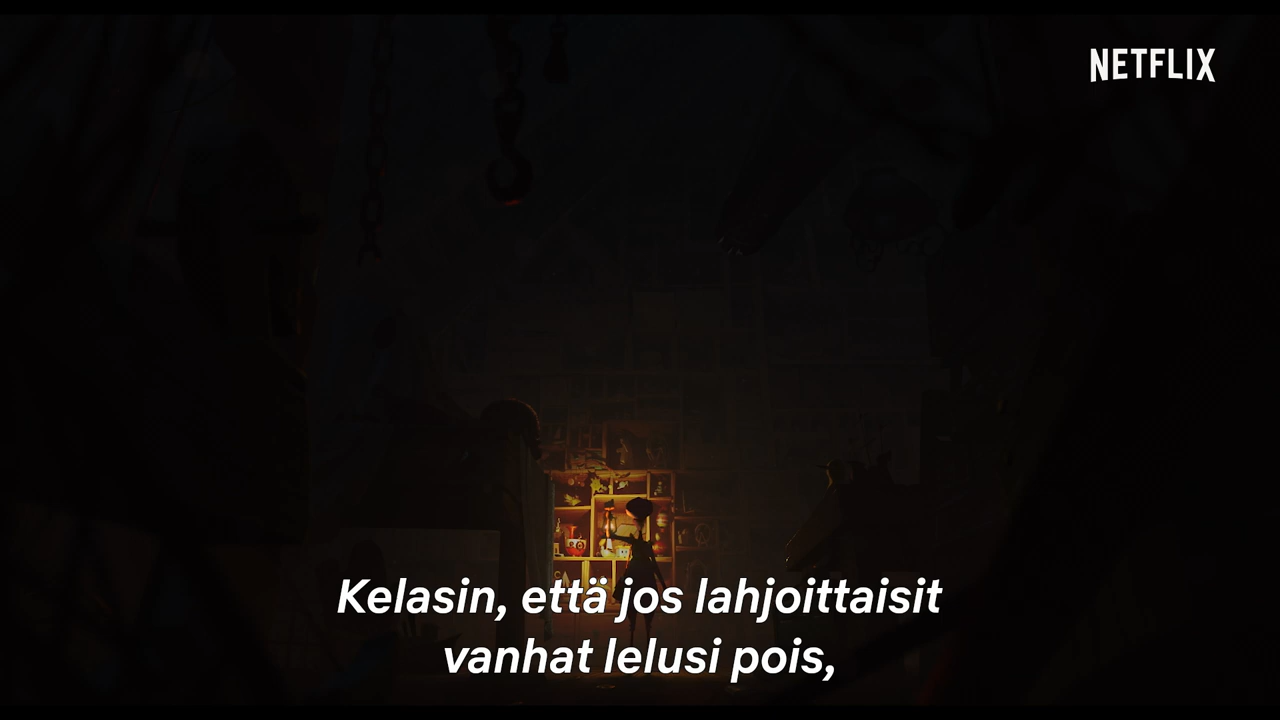 NETFLIX
Kelasin, että jos lahjoittaisit
vanhat lelusi pois,